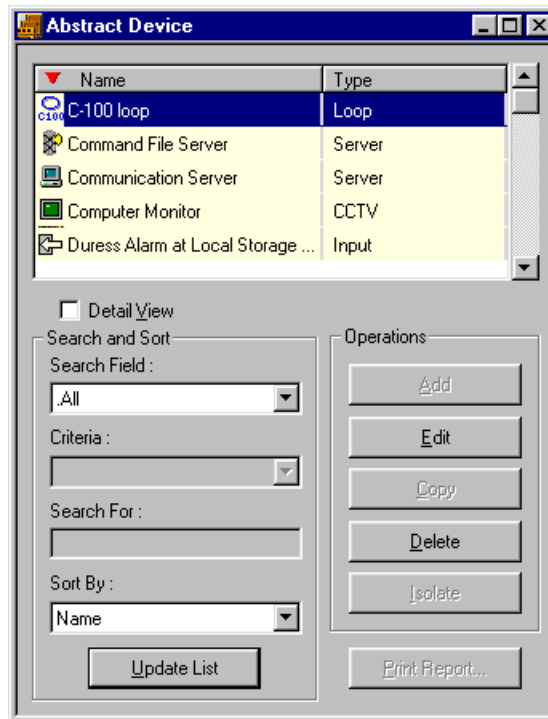 Abstract Device
Name Type
C100 C-100 loop Loop
Command File Server Server
Communication Server Server
Computer Monitor CCTV
Duress Alarm at Local Storage ... Input
Detail View
Search and Sort
Search Field :
.All
Criteria :
Search For :
Sort By :
Name
Update List
Operations
Add
Edit
Copy
Delete
Isolate
Print Report...